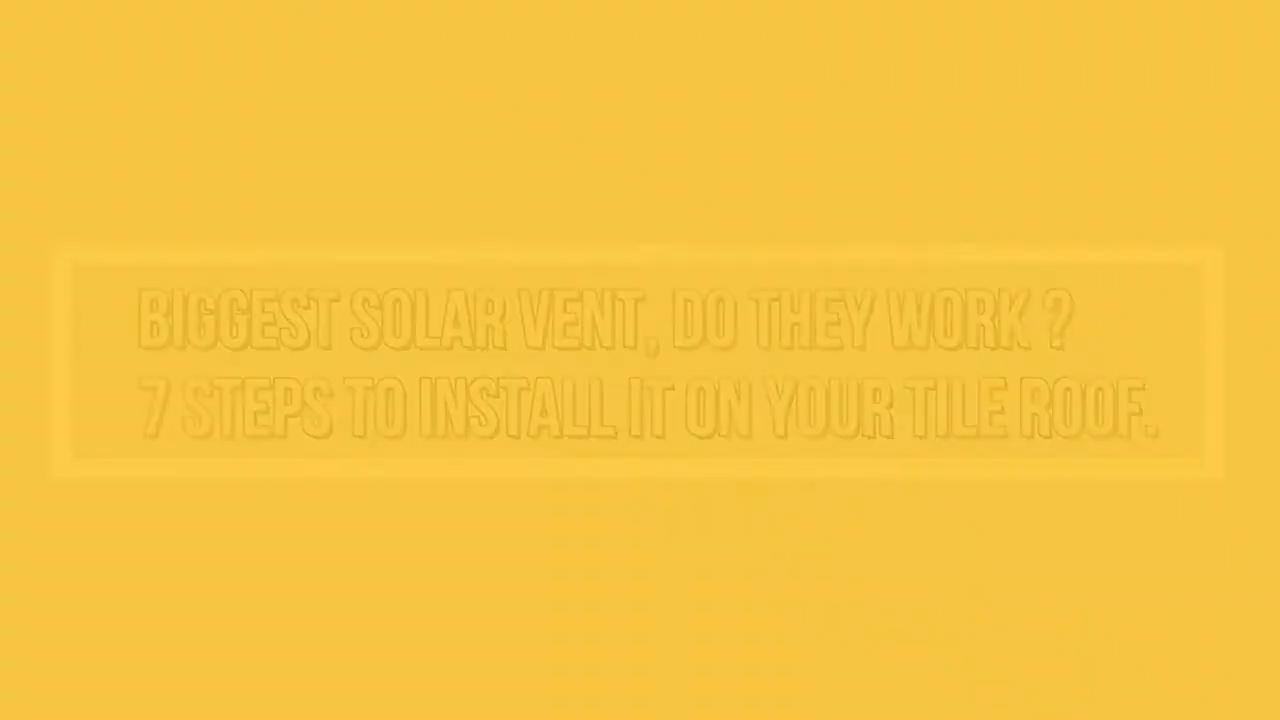 BIGGEST SOLAR VENT, DO THEY WORK ?
7 STEPS TO INSTALL IT ON YOUR TILE ROOF.